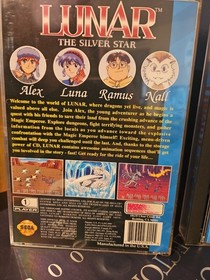 LUNAR™
THE SILVER STAR
Alex Luna Ramus Nall
Welcome to the world of LUNAR, where dragons yet live, and magic is
valued above all else. Join Alex, the young adventurer as he begins a
quest with his friends to save their land from the crushing advance of the
Magic Emperor. Explore dungeons, fight terrifying monsters, and gather
information from the locals as you advance toward the explosive
confrontation with the Magic Emperor himself! Exciting, anime-driven
combat will keep you challenged until the last. And, thanks to the storage
power of CD, LUNAR contains awesome animation sequences that get
you involved in the story - fast! Get ready for the ride of your life...
1
PLAYER
SEGA
Manufactured in the U.S.A.